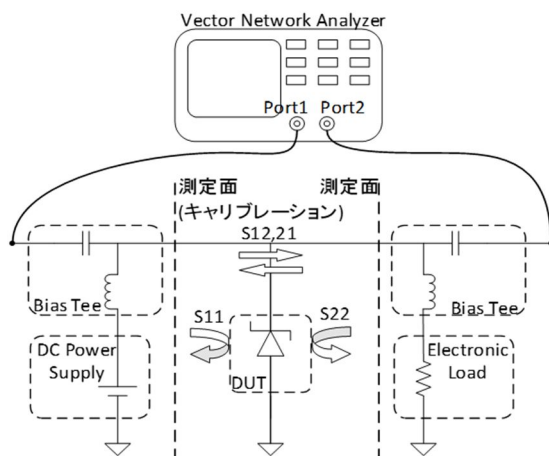 Vector Network Analyzer
Port1 Port2
測定面
(キャリブレーション)
測定面
S12,21
Bias Tee
Bias Tee
S11
S22
DC Power
Supply
DUT
Electronic
Load